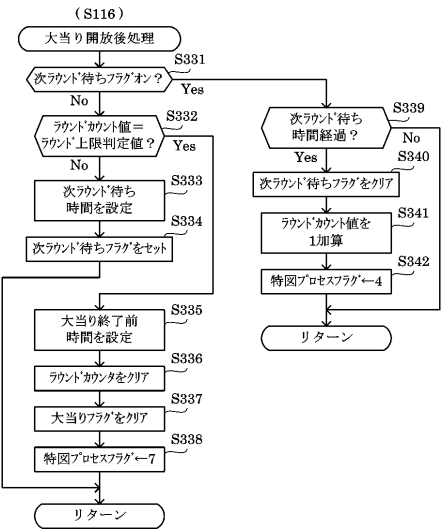 (S116)
大当り開放後処理
S331
次ラウンド待ちフラグオン？
No
Yes
S332
ラウンドカウント値＝
ラウンド上限判定値？
No
Yes
S333
次ラウンド待ち
時間を設定
S334
次ラウンド待ちフラグをセット
S335
大当り終了前
時間を設定
S336
ラウンドカウンタをクリア
S337
大当りフラグをクリア
S338
特図プロセスフラグ←7
リターン
S339
次ラウンド待ち
時間経過？
Yes
No
S340
次ラウンド待ちフラグをクリア
S341
ラウンドカウント値を
1加算
S342
特図プロセスフラグ←4
リターン